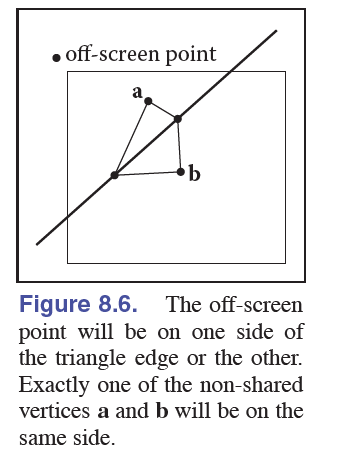 off-screen point
a
b
Figure 8.6. The off-screen
point will be on one side of
the triangle edge or the other.
Exactly one of the non-shared
vertices a and b will be on the
same side.